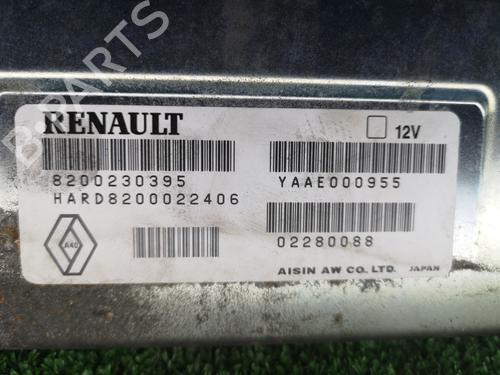 B-PARTS
RENAULT
12V
8200230395
YAAE000955
HARD8200022406
02280088
A40
AISIN AW CO. LTD. JAPAN